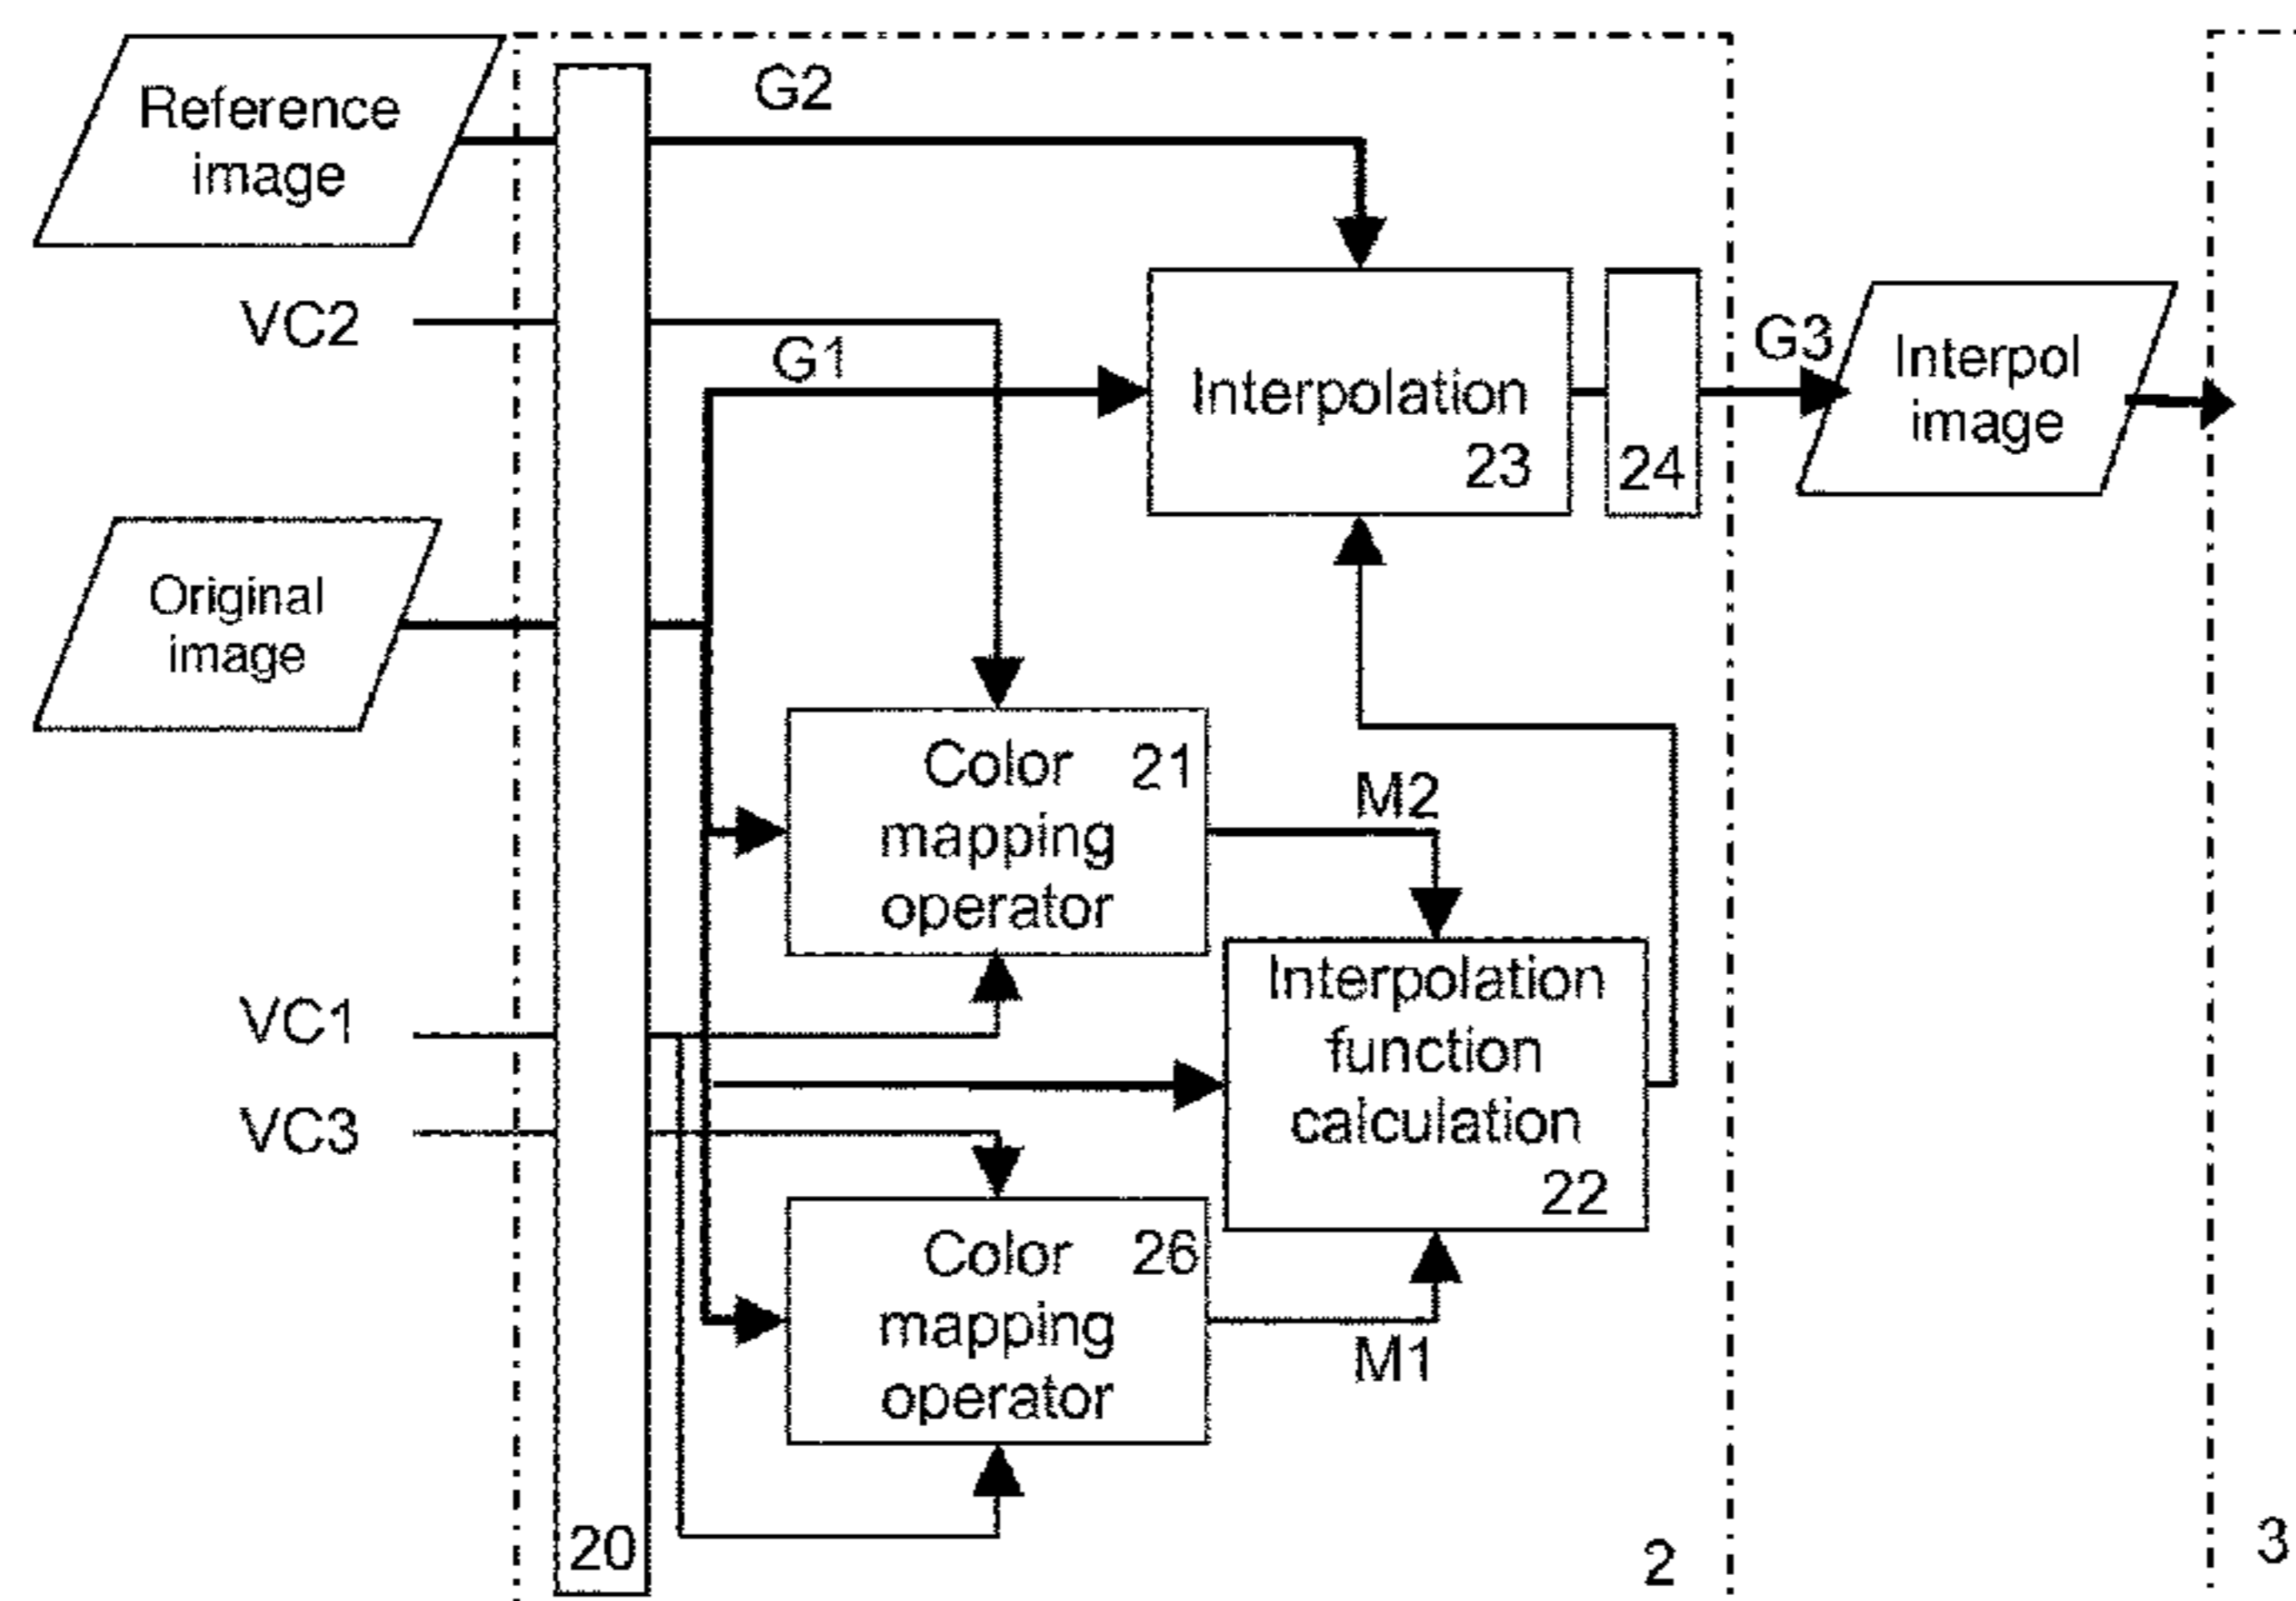 Reference
image
G2
VC2
G1
Interpolation
23
24
G3
Interpol
image
Original
image
Color
mapping
operator
21
M2
VC1
VC3
Interpolation
function
calculation
22
Color
mapping
operator
26
M1
20
2
3